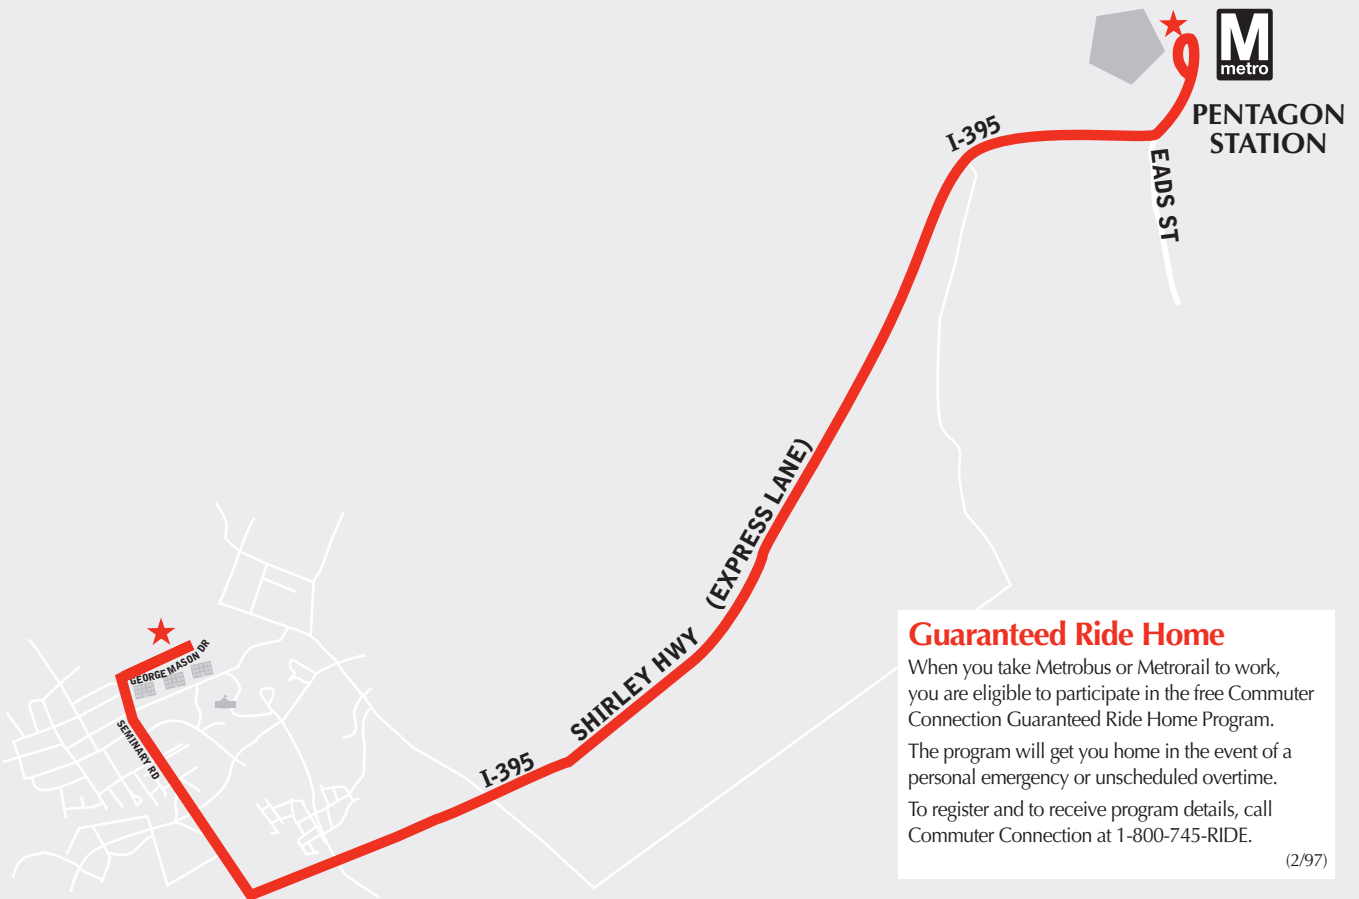 M
metro
PENTAGON
STATION
I-395
EADS ST
(EXPRESS LANE)
SHIRLEY HWY
I-395
GEORGE MASON DR
SEMINARY RD
Guaranteed Ride Home
When you take Metrobus or Metrorail to work,
you are eligible to participate in the free Commuter
Connection Guaranteed Ride Home Program.
The program will get you home in the event of a
personal emergency or unscheduled overtime.
To register and to receive program details, call
Commuter Connection at 1-800-745-RIDE.
(2/97)